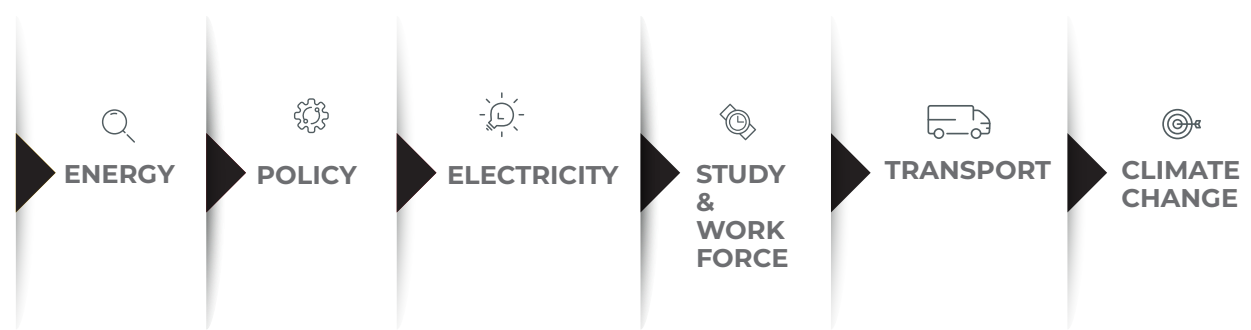 ENERGY
POLICY
ELECTRICITY
STUDY
&
WORK
FORCE
TRANSPORT
CLIMATE
CHANGE